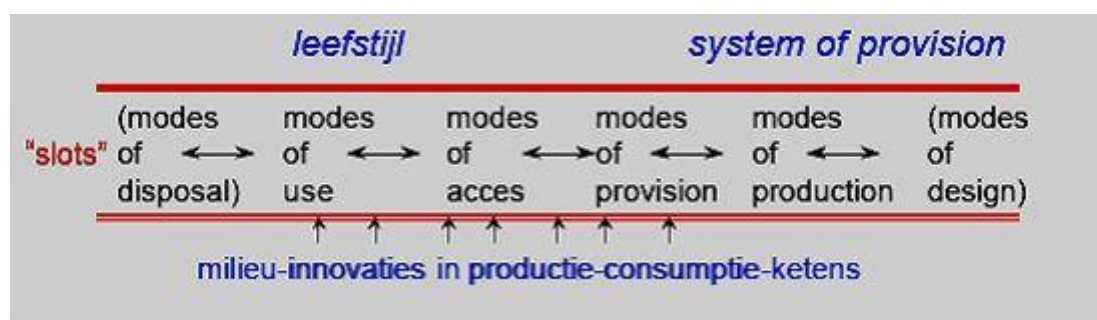 leefstijl system of provision
(modes modes modes modes modes (modes
"slots" of of of of of of
disposal) use acces provision production design)
milieu-innovaties in productie-consumptie-ketens